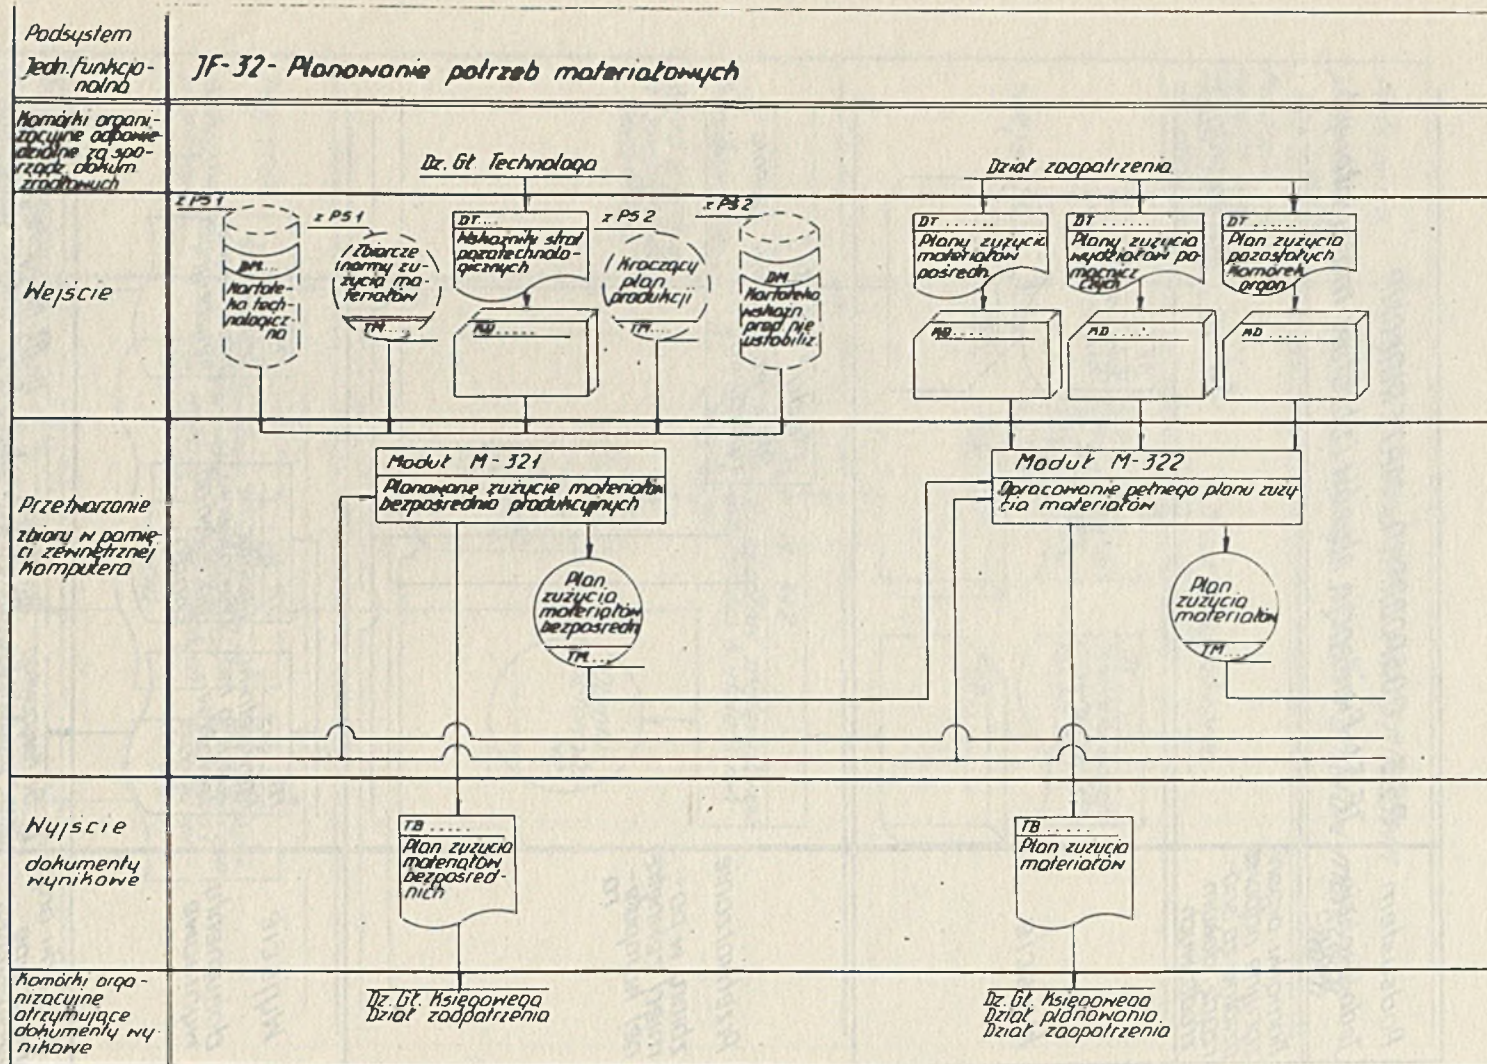 Podsystem
Jedn. funkcjo-
nalna
JF-32- Planowanie potrzeb materiałowych
Komórki organi-
zacyjne odpowie-
dzialne za spo-
rządz. dokum
źródłowych
Dz. Gł. Technologa
Dział zaopatrzenia
Wejście
z PS1
DM...
Kartote-
ka tech-
nologicz-
na
z PS1
Zbiorcze
normy zu-
życia ma-
teriałów
TM....
DT....
Wskaźniki strat
pozatechnolo-
gicznych
MD.....
z PS2
Kroczący
plan
produkcji
TM....
z PS2
DM
Kartoteka
wskaźn
prod nie
ustabiliz.
DT......
Plany zużycia
materiałów
pośredn.
MD.....
DT......
Plany zużycia
wydziałów po-
mocnicz
czych
MD.....
DT......
Plan zużycia
pozostałych
komórek
organ
MD.....
Przetwarzanie
zbiory w pamię-
ci zewnętrznej
Komputera
Moduł M-321
Planowane zużycie materiałów
bezpośrednio produkcyjnych
Moduł M-322
Opracowanie pełnego planu zuży
cia materiałów
Plan
zużycia
materiałów
bezpośredn
TM....
Plan
zużycia
materiałów
TM....
Wyjście
dokumenty
wynikowe
TB.....
Plan zużycia
materiałów
bezpośred-
nich
TB.....
Plan zużycia
materiałów
Komórki orga-
nizacyjne
otrzymujące
dokumenty wy-
nikowe
Dz. Gł. Księgowego
Dział zaopatrzenia
Dz. Gł. Księgowego
Dział planowania
Dział zaopatrzenia